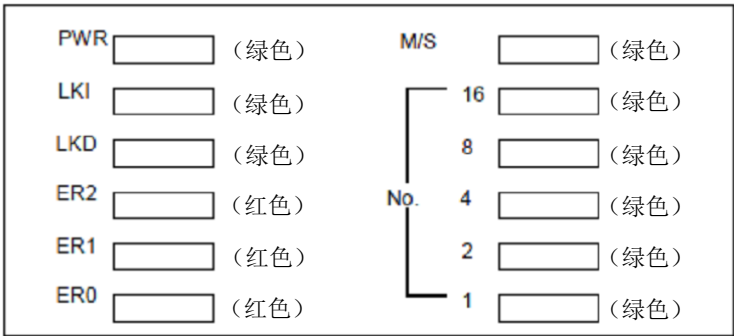 PWR （绿色） M/S （绿色）
LKI （绿色） 16 （绿色）
LKD （绿色） 8 （绿色）
ER2 （红色） No. 4 （绿色）
ER1 （红色） 2 （绿色）
ER0 （红色） 1 （绿色）